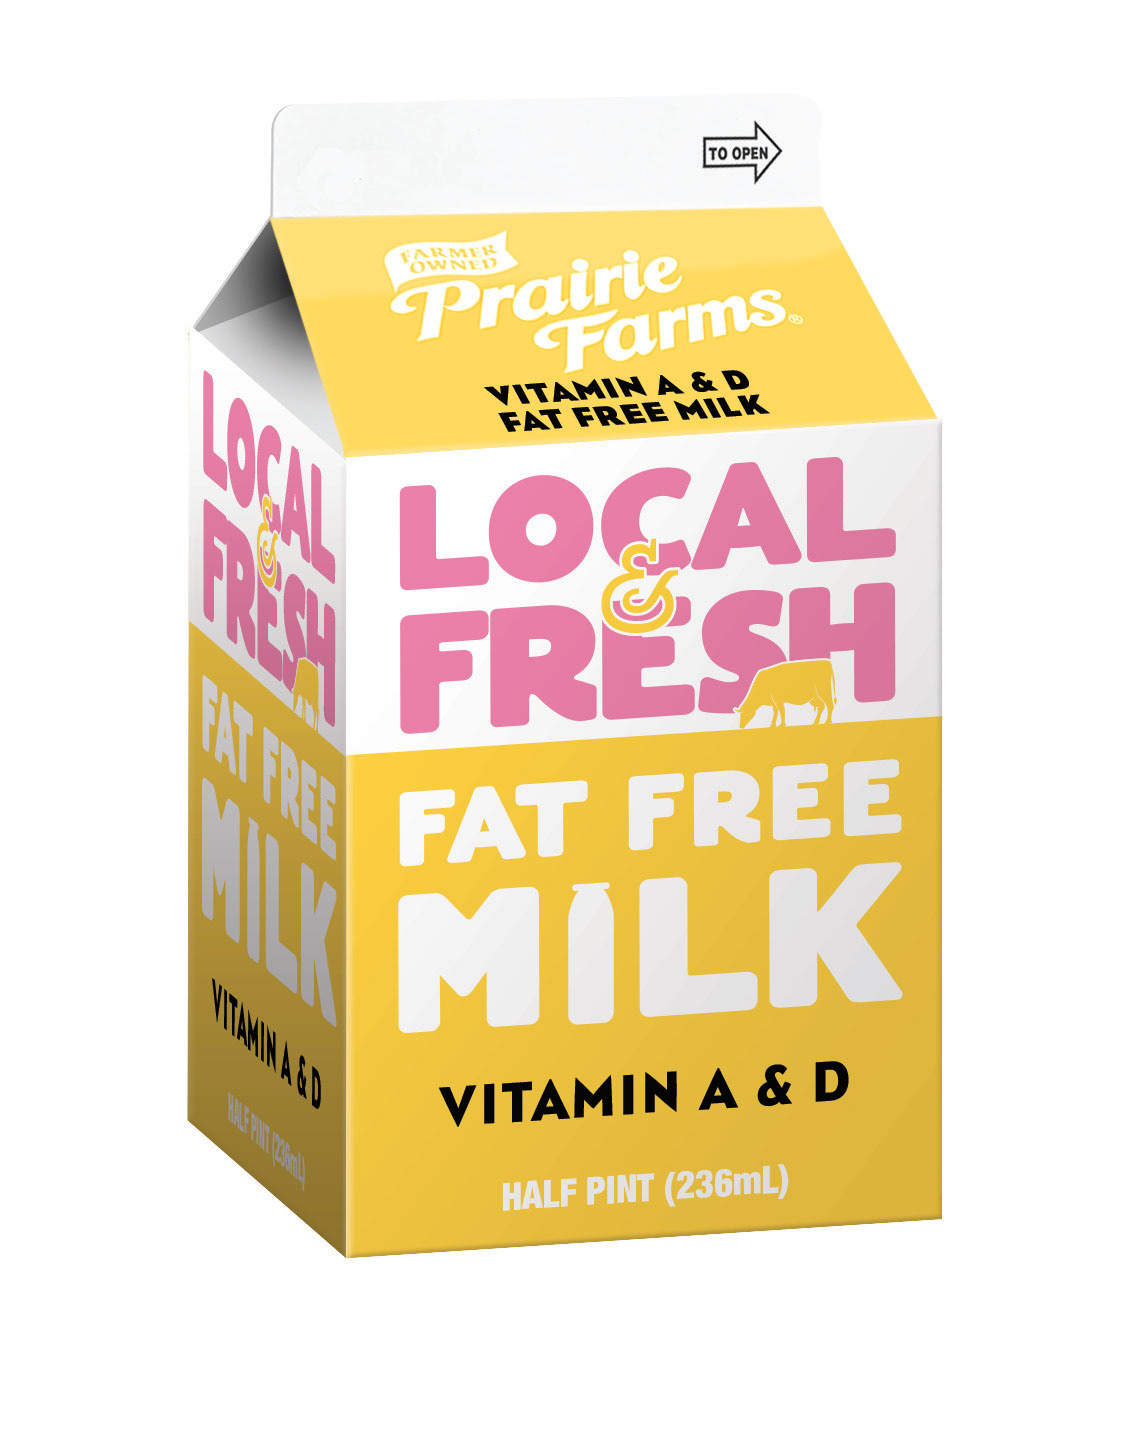 TO OPEN
FARMER
OWNED
Prairie
Farms®
VITAMIN A & D
FAT FREE MILK
LOCAL
&
FRESH
FAT FREE
MILK
VITAMIN A & D
HALF PINT (236mL)
LOCAL
&
FRESH
FAT FREE
MILK
VITAMIN A & D
HALF PINT (236mL)